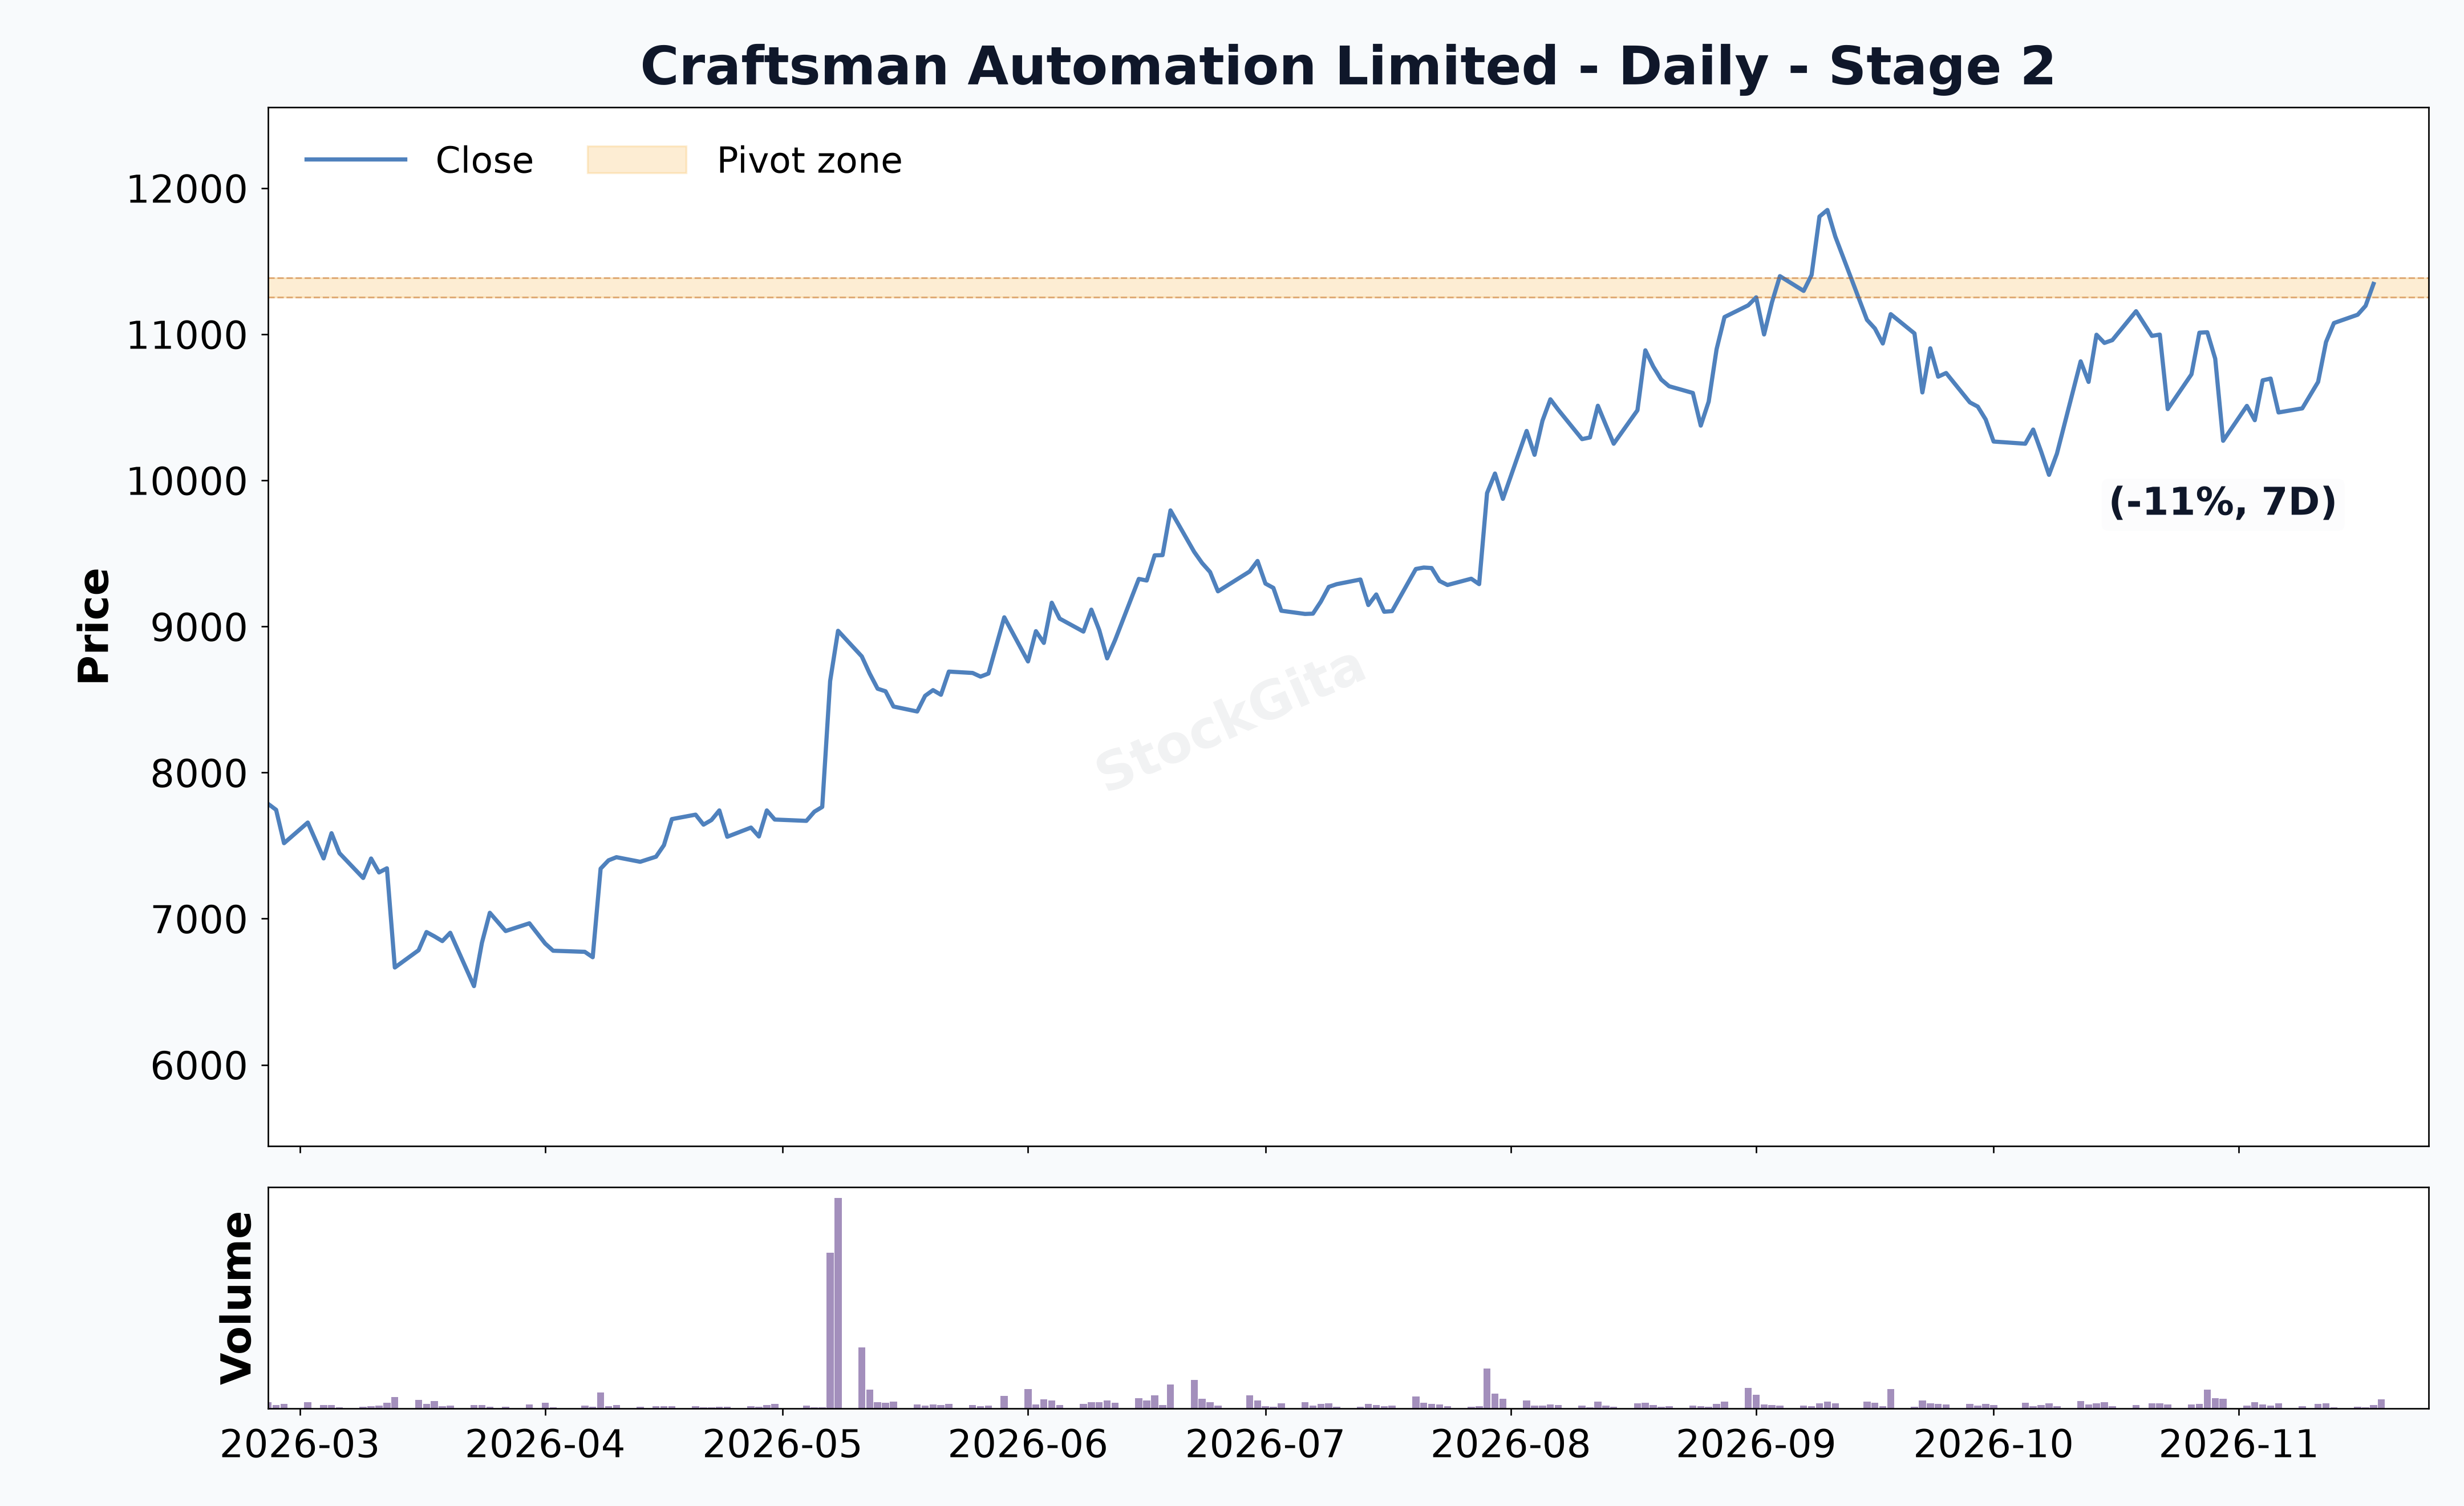 Craftsman Automation Limited - Daily - Stage 2
Close
Pivot zone
12000
11000
10000
9000
8000
7000
6000
Price
(-11%, 7D)
StockGita
Volume
2026-03
2026-04
2026-05
2026-06
2026-07
2026-08
2026-09
2026-10
2026-11